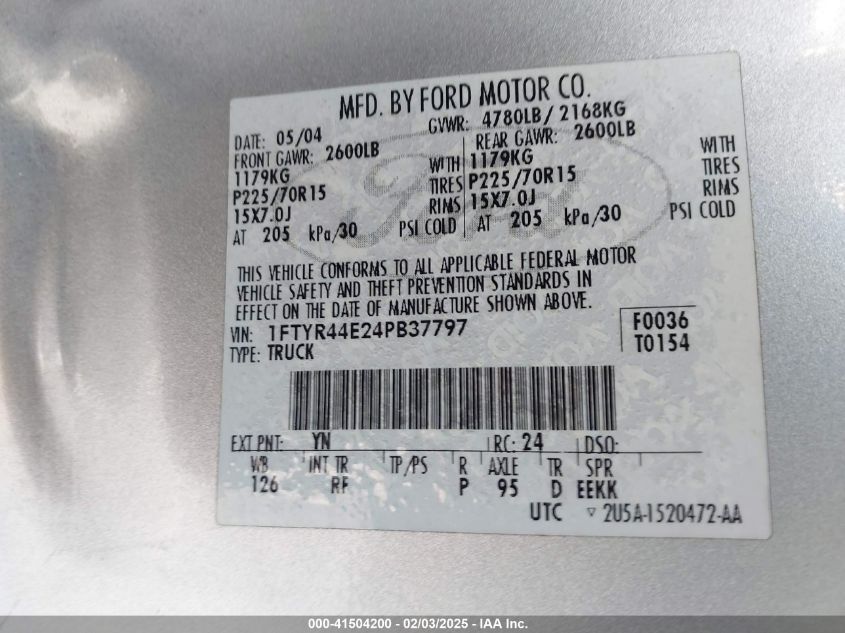 MFD. BY FORD MOTOR CO.
DATE: 05/04 GVWR: 4780LB/ 2168KG
FRONT GAWR: 2600LB REAR GAWR: 2600LB
1179KG WITH 1179KG WITH
P225/70R15 TIRES P225/70R15 TIRES
15X7.0J RIMS 15X7.0J RIMS
AT 205 kPa/30 PSI COLD AT 205 kPa/30 PSI COLD
THIS VEHICLE CONFORMS TO ALL APPLICABLE FEDERAL MOTOR
VEHICLE SAFETY AND THEFT PREVENTION STANDARDS IN
EFFECT ON THE DATE OF MANUFACTURE SHOWN ABOVE.
VIN: 1FTYR44E24PB37797 F0036
TYPE: TRUCK T0154
EXT PNT: YN RC: 24 DSO:
WB INT TR TP/PS R AXLE TR SPR
126 RF P 95 D EEKK
UTC ▽ 2U5A-1520472-AA
000-41504200 - 02/03/2025 - IAA Inc.